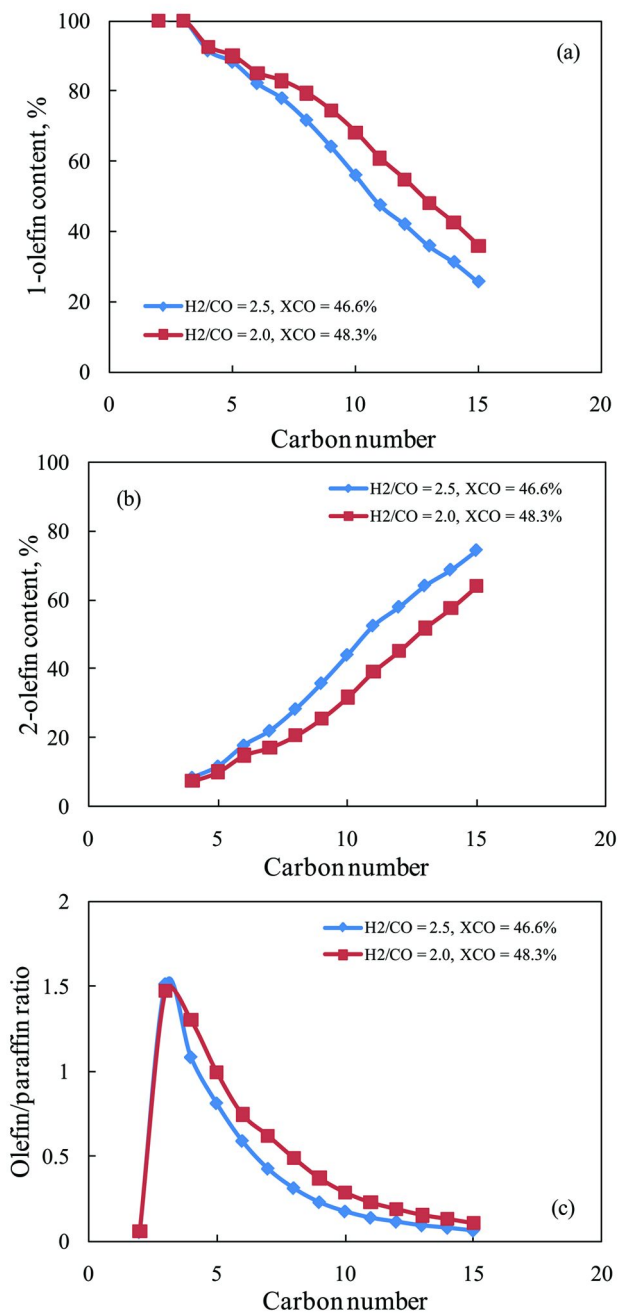 100
(a)
80
60
40
20
0
1-olefin content, %
H2/CO = 2.5, XCO = 46.6%
H2/CO = 2.0, XCO = 48.3%
0 5 10 15 20
Carbon number
100
(b)
80
60
40
20
0
2-olefin content, %
H2/CO = 2.5, XCO = 46.6%
H2/CO = 2.0, XCO = 48.3%
0 5 10 15 20
Carbon number
2
1.5
1
0.5
0
Olefin/paraffin ratio
H2/CO = 2.5, XCO = 46.6%
H2/CO = 2.0, XCO = 48.3%
(c)
0 5 10 15 20
Carbon number